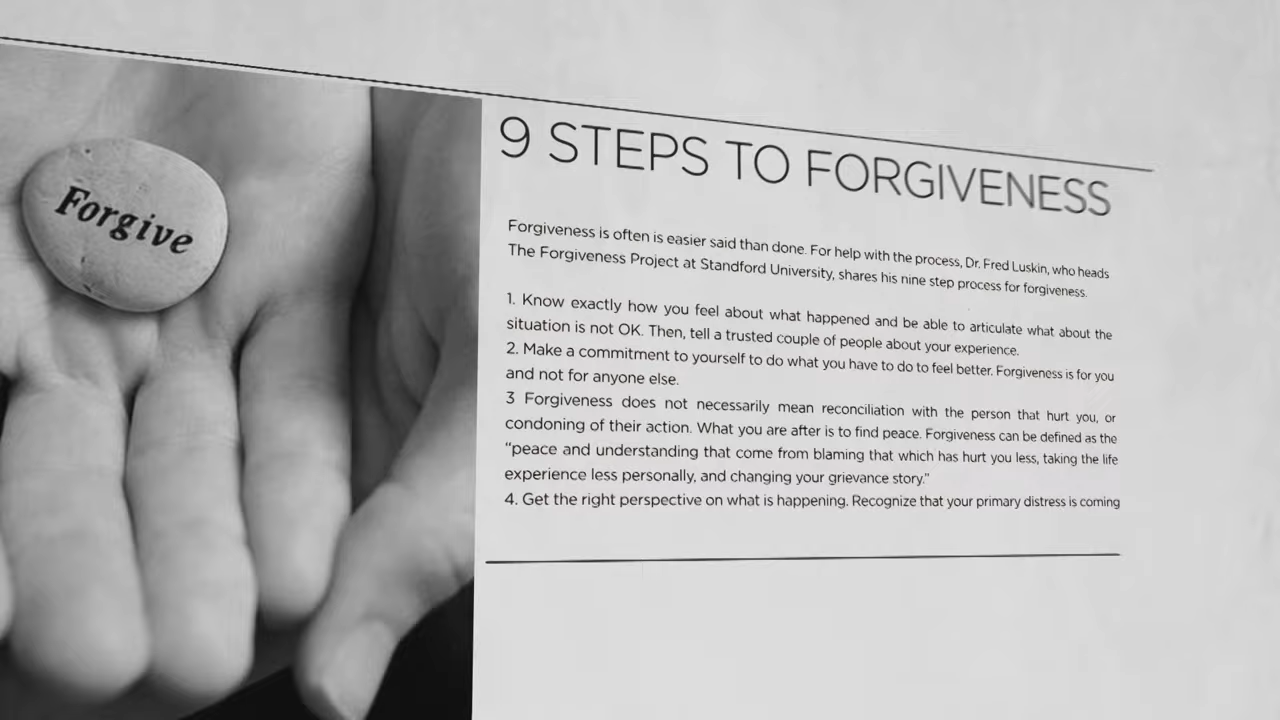 Forgive
9 STEPS TO FORGIVENESS
Forgiveness is often is easier said than done. For help with the process, Dr. Fred Luskin, who heads
The Forgiveness Project at Standford University, shares his nine step process for forgiveness.
1. Know exactly how you feel about what happened and be able to articulate what about the
situation is not OK. Then, tell a trusted couple of people about your experience.
2. Make a commitment to yourself to do what you have to do to feel better. Forgiveness is for you
and not for anyone else.
3 Forgiveness does not necessarily mean reconciliation with the person that hurt you, or
condoning of their action. What you are after is to find peace. Forgiveness can be defined as the
“peace and understanding that come from blaming that which has hurt you less, taking the life
experience less personally, and changing your grievance story.”
4. Get the right perspective on what is happening. Recognize that your primary distress is coming